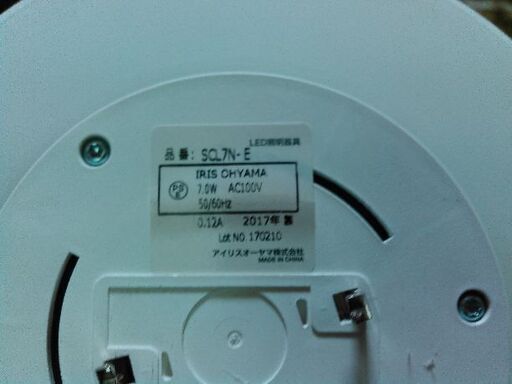 LED照明器具
品 番: SCL7N-E
IRIS OHYAMA
PS
E
7.0W AC100V
50/60Hz
0.12A 2017年 製
Lot NO. 170210
アイリスオーヤマ株式会社
MADE IN CHINA